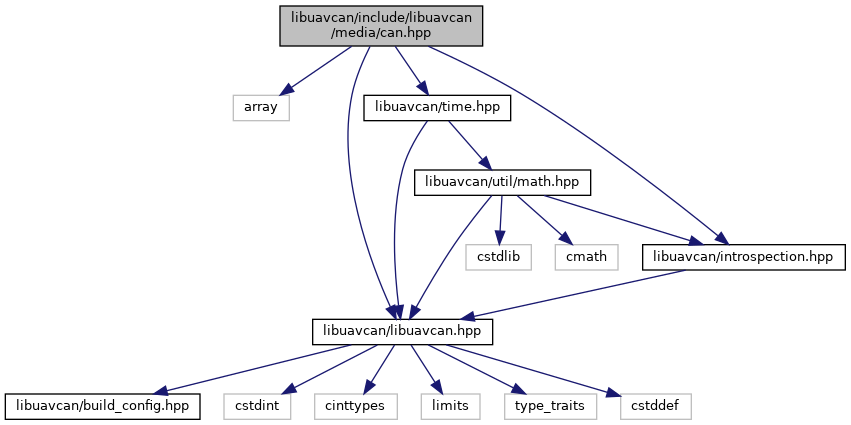 libuavcan/include/libuavcan
/media/can.hpp
array
libuavcan/time.hpp
libuavcan/util/math.hpp
cstdlib
cmath
libuavcan/introspection.hpp
libuavcan/libuavcan.hpp
libuavcan/build_config.hpp
cstdint
cinttypes
limits
type_traits
cstddef